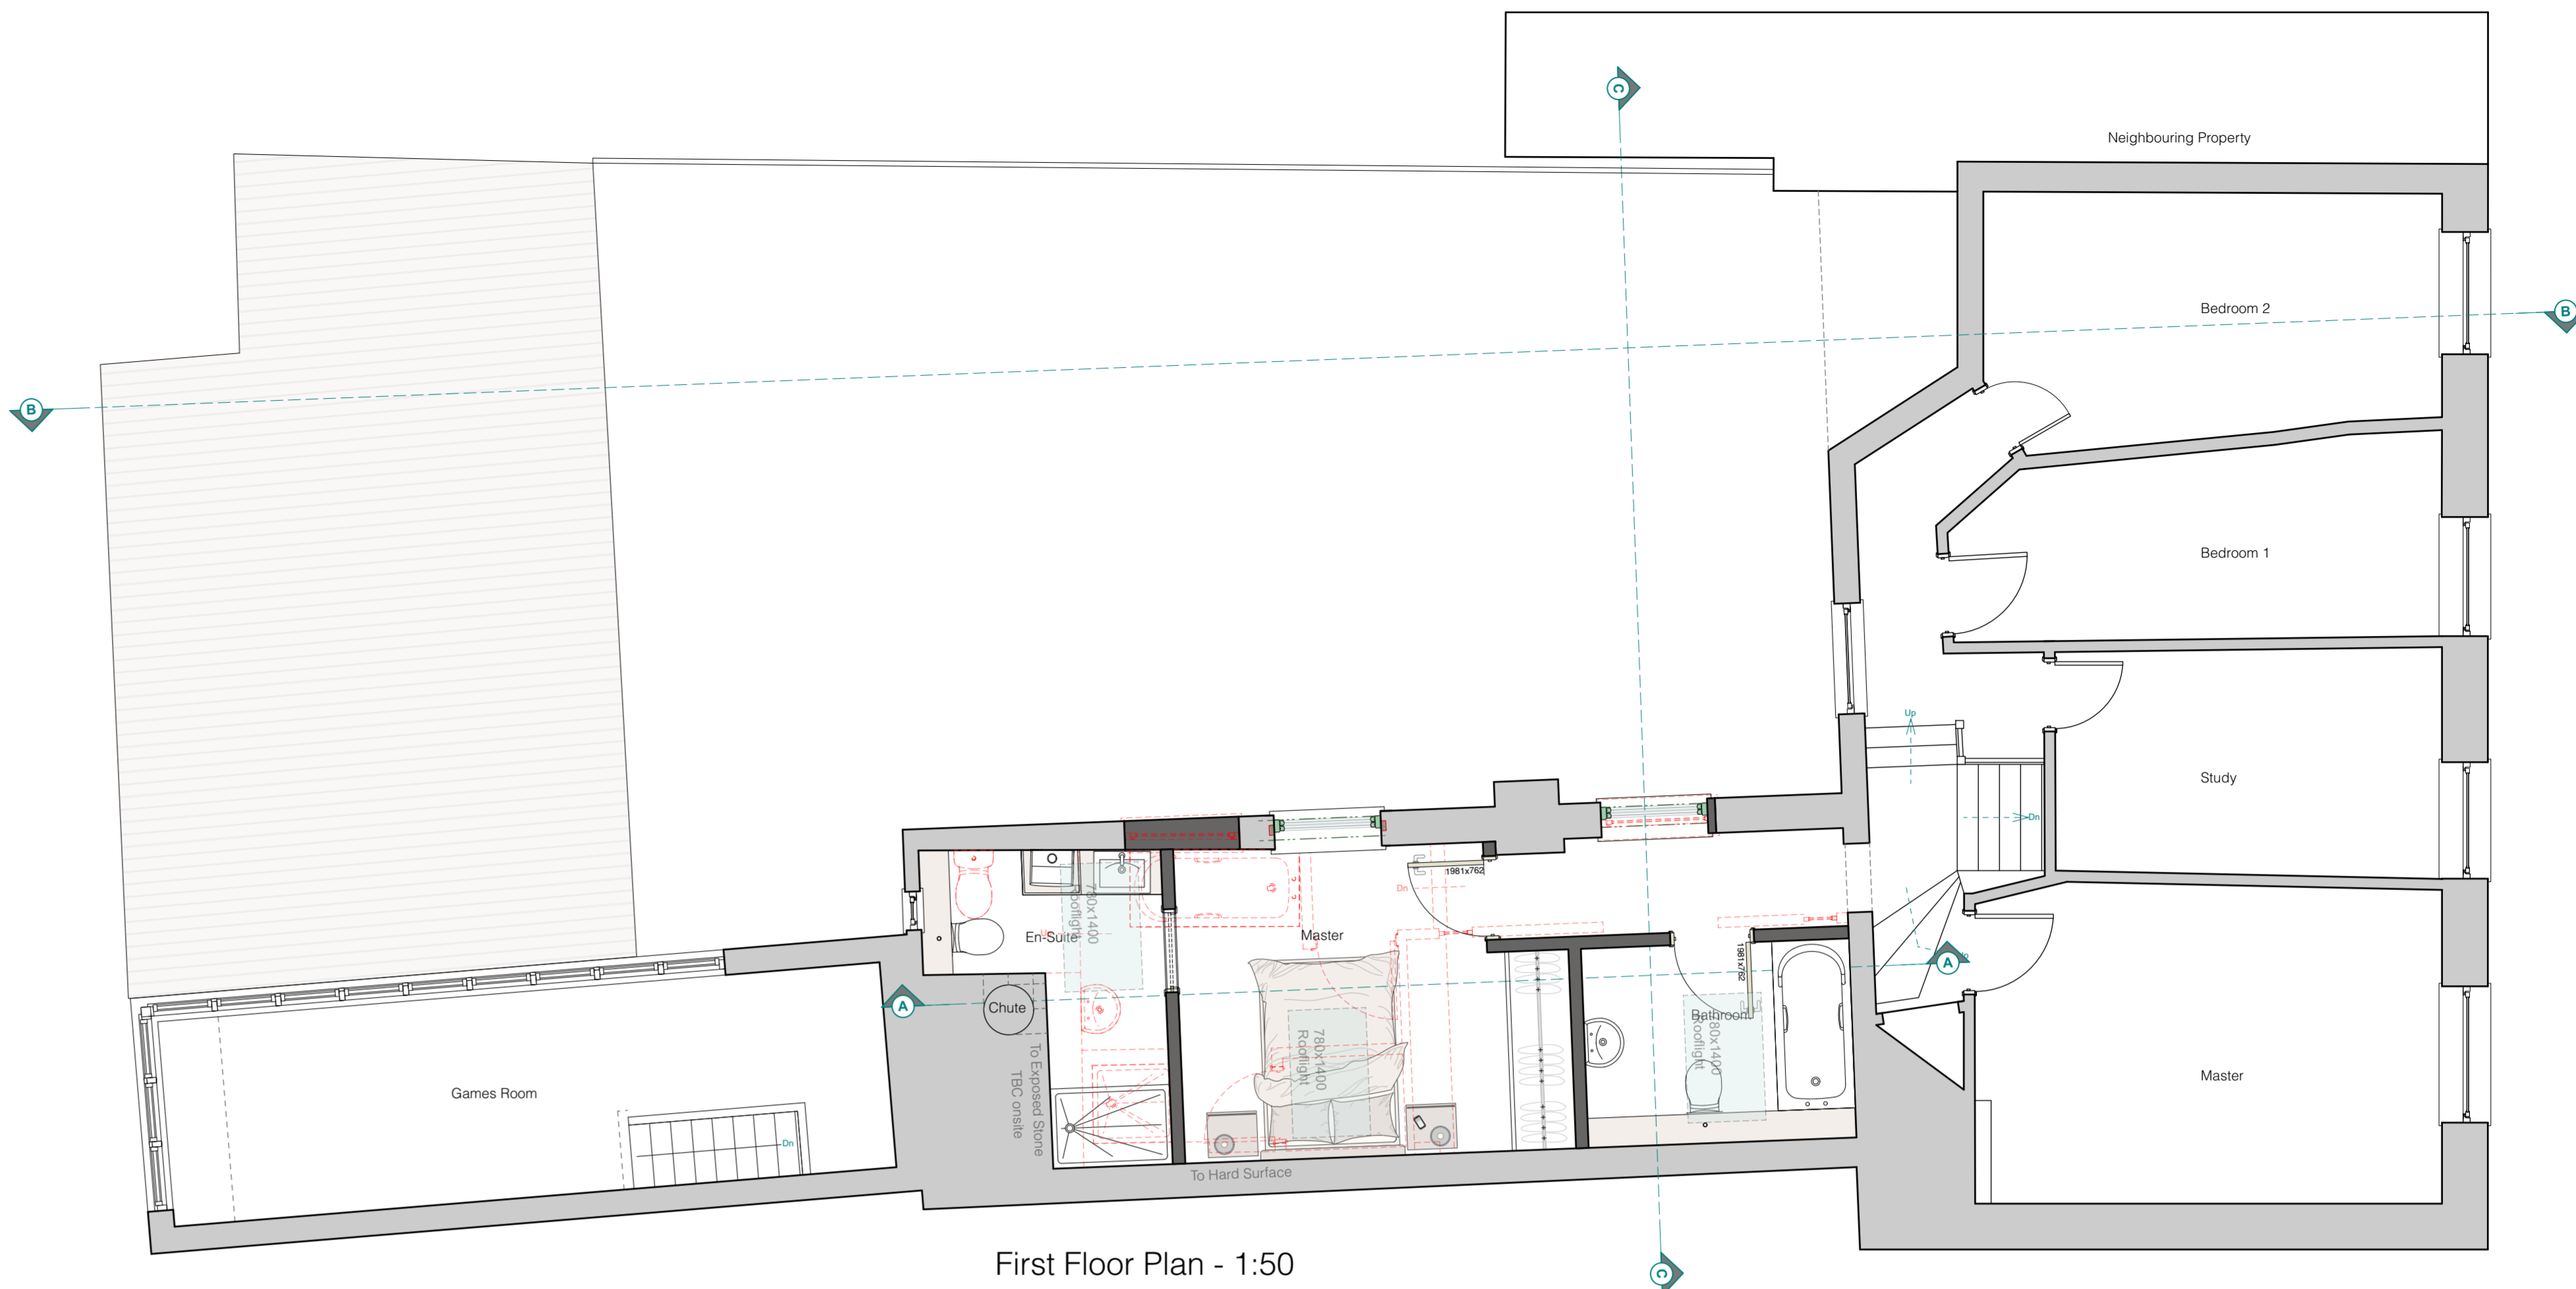 C
Neighbouring Property
Bedroom 2
B
B
Bedroom 1
Up
Study
Dn
1981x762
Dn
780x1400
Rooflight
Up
En-Suite
Master
1981x762
A
A
Up
Chute
Bathroom
780x1400
Rooflight
780x1400
Rooflight
To Exposed Stone
TBC onsite
Games Room
Master
Dn
To Hard Surface
First Floor Plan - 1:50
C